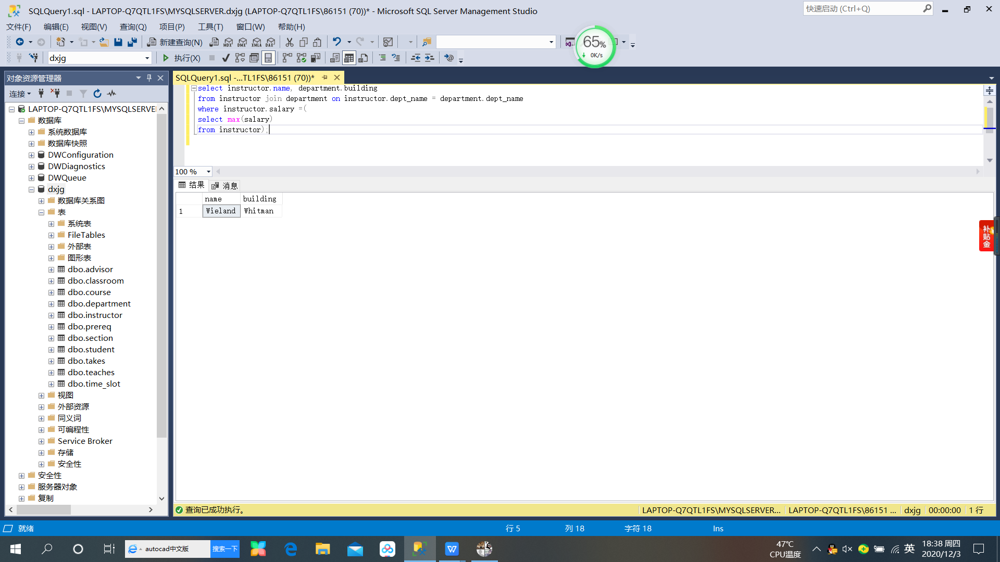 SQLQuery1.sql - LAPTOP-Q7QTL1FS\MYSQLSERVER.dxjg (LAPTOP-Q7QTL1FS\86151 (70))* - Microsoft SQL Server Management Studio
快速启动 (Ctrl+Q)
文件(F) 编辑(E) 视图(V) 查询(Q) 项目(P) 工具(T) 窗口(W) 帮助(H)
新建查询(N) MDX DMX XMLA DAX
65%
0K/s
dxjg 执行(X)
对象资源管理器
连接
LAPTOP-Q7QTL1FS\MYSQLSERVE
数据库
系统数据库
数据库快照
DWConfiguration
DWDiagnostics
DWQueue
dxjg
数据库关系图
表
系统表
FileTables
外部表
图形表
dbo.advisor
dbo.classroom
dbo.course
dbo.department
dbo.instructor
dbo.prereq
dbo.section
dbo.student
dbo.takes
dbo.teaches
dbo.time_slot
视图
外部资源
同义词
可编程性
Service Broker
存储
安全性
安全性
服务器对象
复制
SQLQuery1.sql -...TL1FS\86151 (70))*
select instructor.name, department.building
from instructor join department on instructor.dept_name = department.dept_name
where instructor.salary =(
select max(salary)
from instructor);
100 %
结果 消息
name building
1 Wieland Whitman
补贴金
查询已成功执行。 LAPTOP-Q7QTL1FS\MYSQLSERVER... LAPTOP-Q7QTL1FS\86151 ... dxjg 00:00:00 1 行
就绪 行 5 列 18 字符 18 Ins
autocad中文版 搜索一下
47℃
CPU温度
英
18:38 周四
2020/12/3